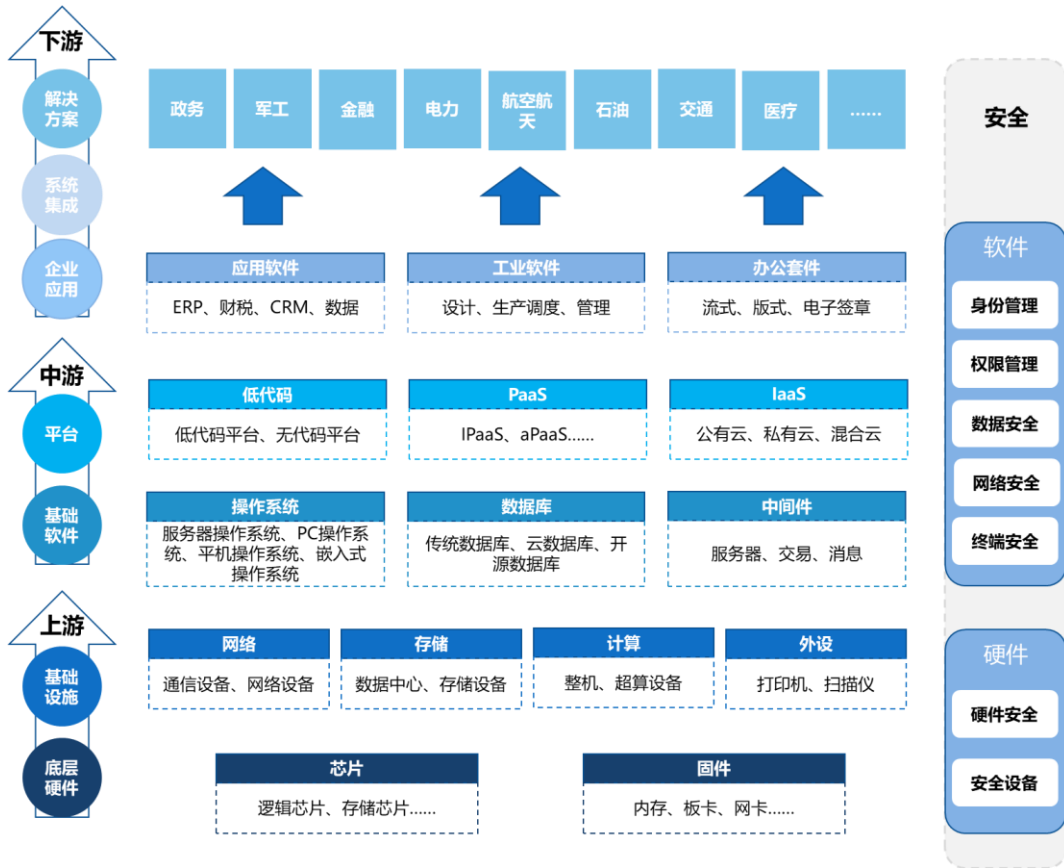 下游
解决
方案
政务
军工
金融
电力
航空航
天
石油
交通
医疗
......
安全
系统
集成
企业
应用
应用软件
ERP、财税、CRM、数据
工业软件
设计、生产调度、管理
办公套件
流式、版式、电子签章
软件
身份管理
权限管理
数据安全
网络安全
终端安全
中游
平台
低代码
低代码平台、无代码平台
PaaS
IPaaS、aPaaS......
IaaS
公有云、私有云、混合云
基础
软件
操作系统
服务器操作系统、PC操作系
统、平机操作系统、嵌入式
操作系统
数据库
传统数据库、云数据库、开
源数据库
中间件
服务器、交易、消息
上游
基础
设施
网络
通信设备、网络设备
存储
数据中心、存储设备
计算
整机、超算设备
外设
打印机、扫描仪
硬件
硬件安全
安全设备
底层
硬件
芯片
逻辑芯片、存储芯片......
固件
内存、板卡、网卡......